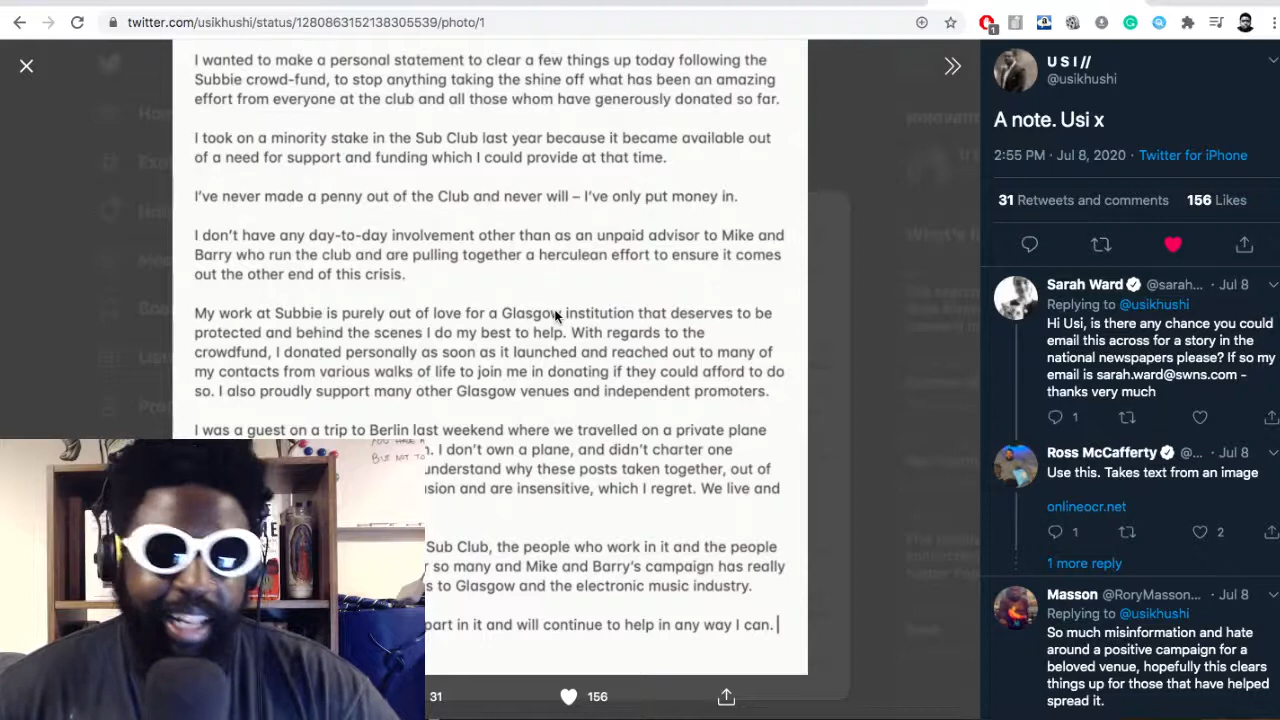 twitter.com/usikhushi/status/1280863152138305539/photo/1
I wanted to make a personal statement to clear a few things up today following the
Subbie crowd-fund, to stop anything taking the shine off what has been an amazing
effort from everyone at the club and all those whom have generously donated so far.
I took on a minority stake in the Sub Club last year because it became available out
of a need for support and funding which I could provide at that time.
I've never made a penny out of the Club and never will – I've only put money in.
I don't have any day-to-day involvement other than as an unpaid advisor to Mike and
Barry who run the club and are pulling together a herculean effort to ensure it comes
out the other end of this crisis.
My work at Subbie is purely out of love for a Glasgow institution that deserves to be
protected and behind the scenes I do my best to help. With regards to the
crowdfund, I donated personally as soon as it launched and reached out to many of
my contacts from various walks of life to join me in donating if they could afford to do
so. I also proudly support many other Glasgow venues and independent promoters.
I was a guest on a trip to Berlin last weekend where we travelled on a private plane
. I don't own a plane, and didn't charter one
understand why these posts taken together, out of
sion and are insensitive, which I regret. We live and
Sub Club, the people who work in it and the people
r so many and Mike and Barry's campaign has really
s to Glasgow and the electronic music industry.
part in it and will continue to help in any way I can.
31
156
U S I //
@usikhushi
A note. Usi x
2:55 PM · Jul 8, 2020 · Twitter for iPhone
31 Retweets and comments 156 Likes
Sarah Ward @sarah... · Jul 8
Replying to @usikhushi
Hi Usi, is there any chance you could
email this across for a story in the
national newspapers please? If so my
email is sarah.ward@swns.com -
thanks very much
1
Ross McCafferty @... · Jul 8
Use this. Takes text from an image
onlineocr.net
1 2
1 more reply
Masson @RoryMasson... · Jul 8
Replying to @usikhushi
So much misinformation and hate
around a positive campaign for a
beloved venue, hopefully this clears
things up for those that have helped
spread it.